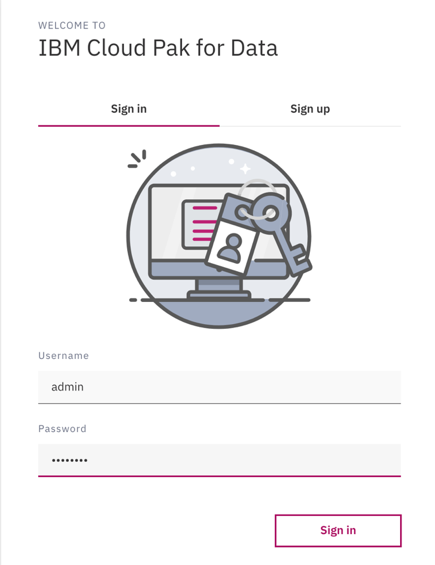 WELCOME TO
IBM Cloud Pak for Data
Sign in Sign up
Username
admin
Password
••••••••
Sign in